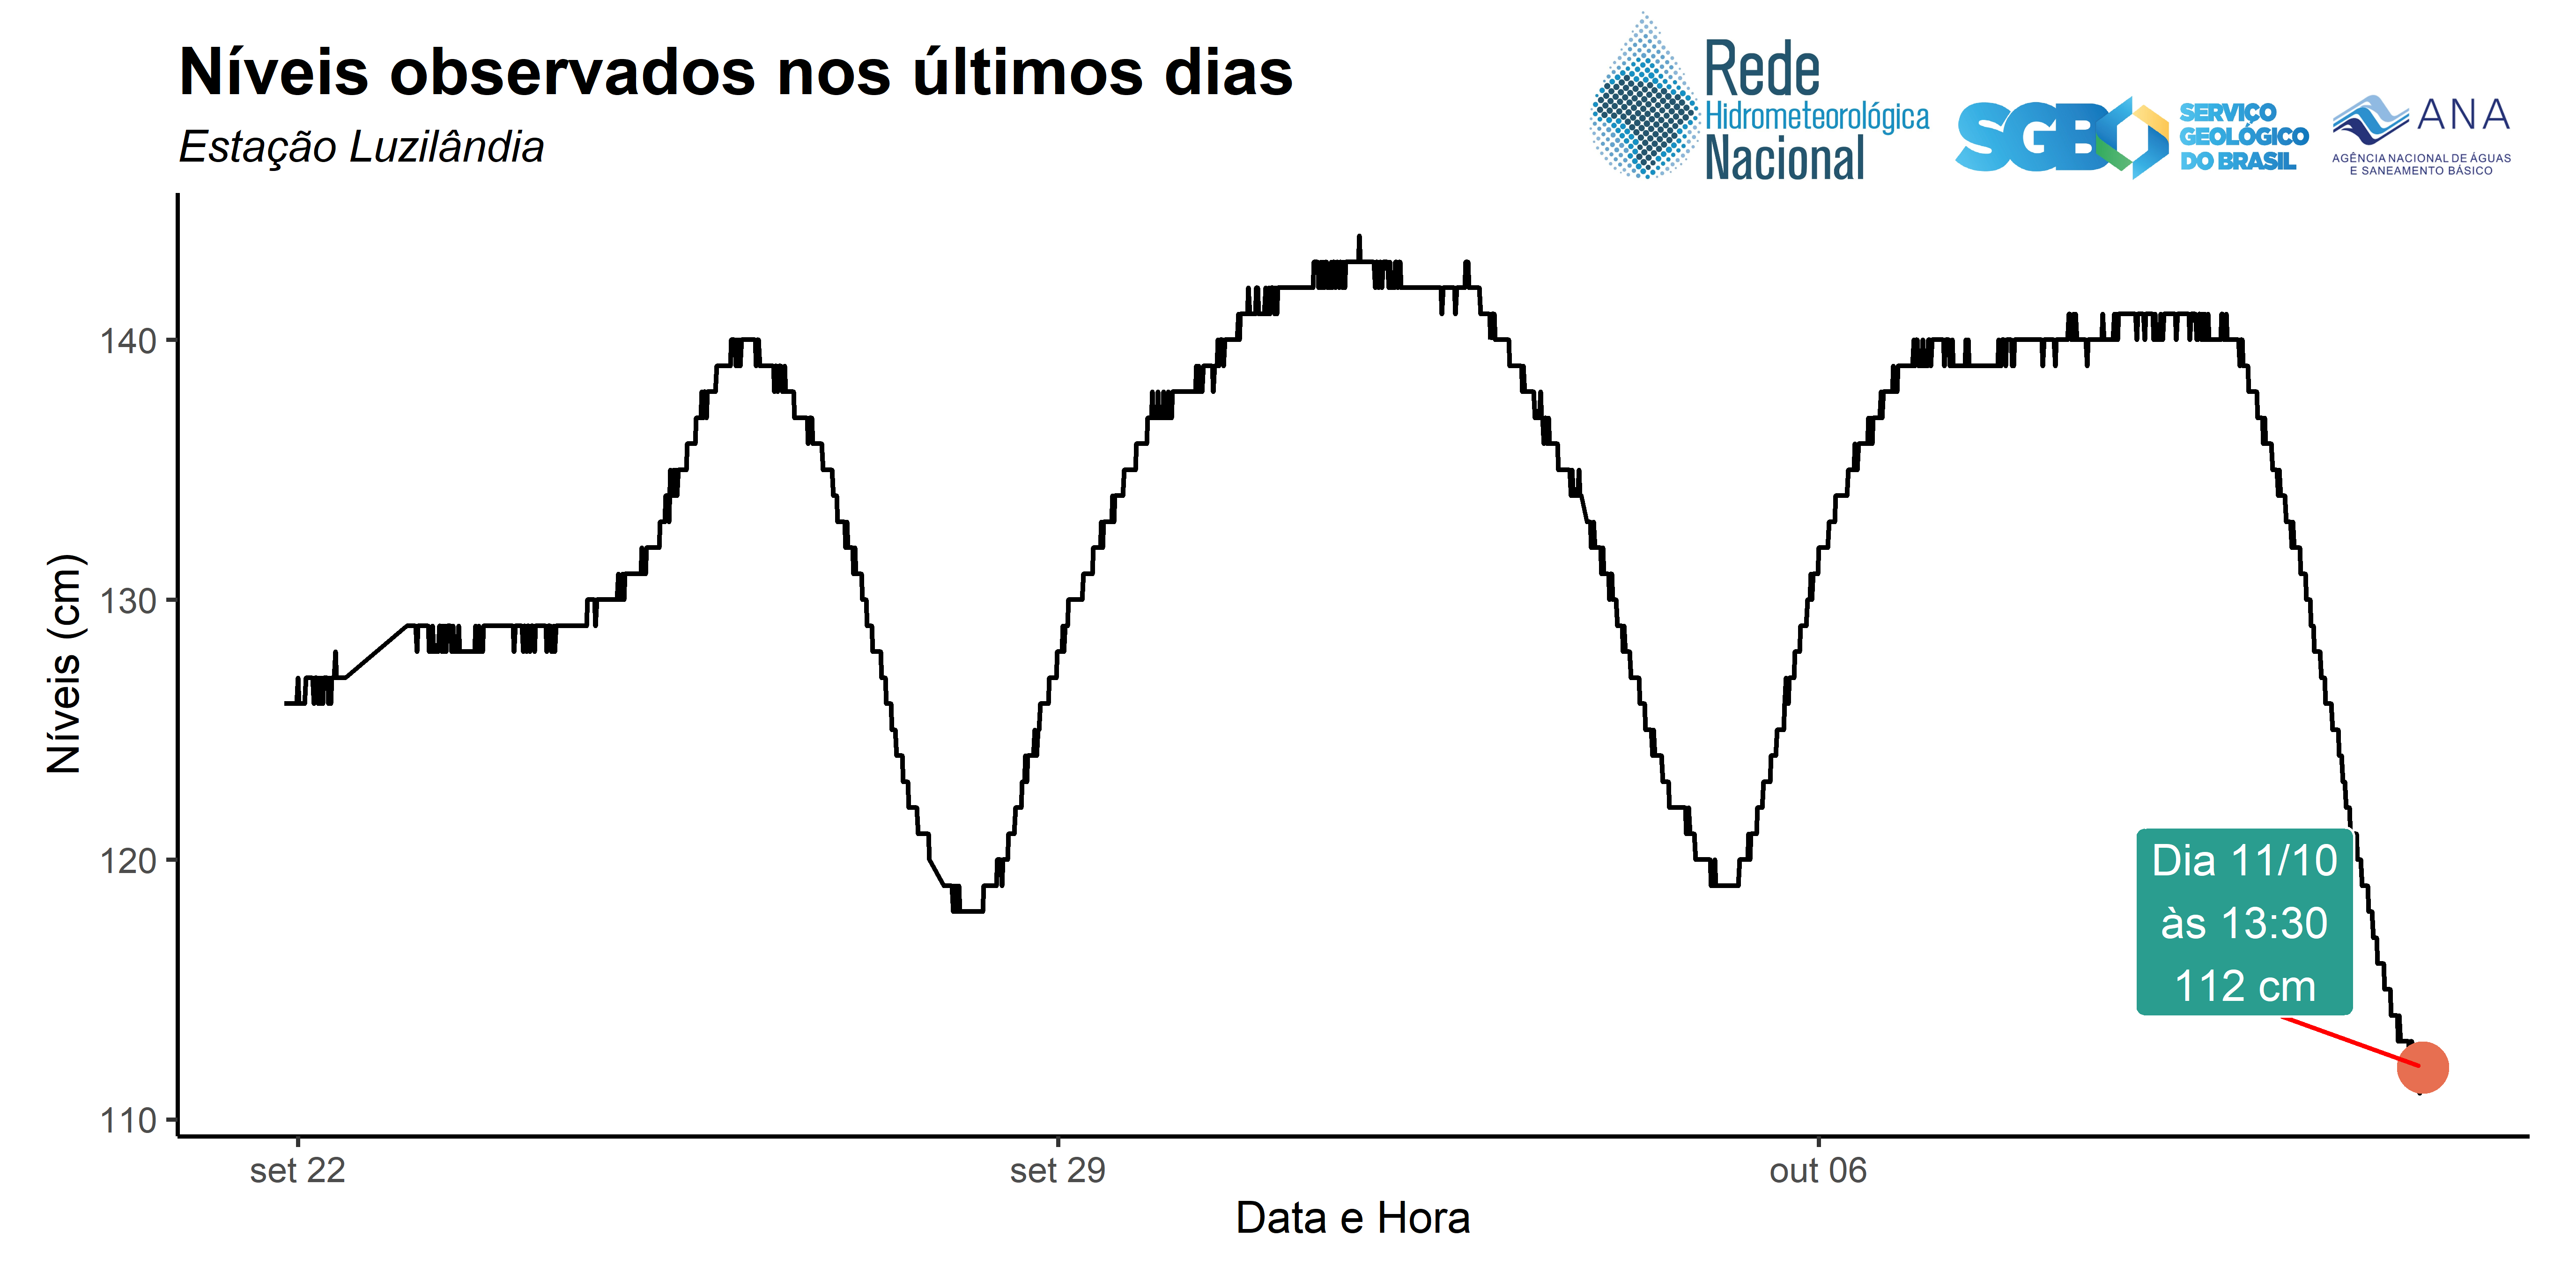 Níveis observados nos últimos dias
Estação Luzilândia
Rede
Hidrometeorológica
Nacional
SGB
SERVIÇO
GEOLÓGICO
DO BRASIL
ANA
AGÊNCIA NACIONAL DE ÁGUAS
E SANEAMENTO BÁSICO
Níveis (cm)
140
130
120
110
Dia 11/10
às 13:30
112 cm
set 22
set 29
out 06
Data e Hora